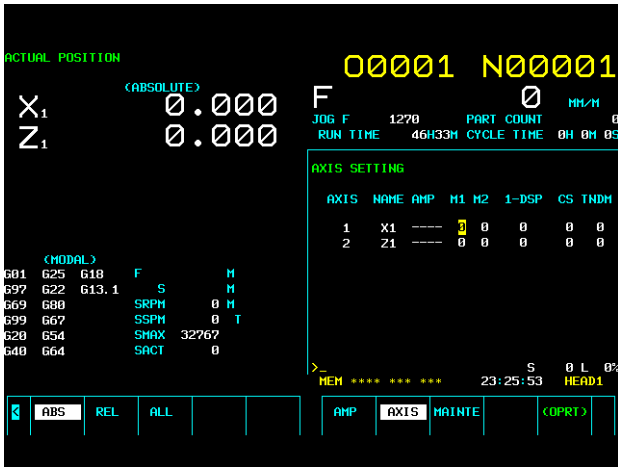 ACTUAL POSITION
(ABSOLUTE)
X1 0.000
Z1 0.000
(MODAL)
G01 G25 G18 F M
G97 G22 G13.1 S M
G69 G80 SRPM 0 M
G99 G67 SSPM 0 T
G20 G54 SMAX 32767
G40 G64 SACT 0
< ABS REL ALL
O0001 N00001
F 0 MM/M
JOG F 1270 PART COUNT 0
RUN TIME 46H33M CYCLE TIME 0H 0M 0S
AXIS SETTING
AXIS NAME AMP M1 M2 1-DSP CS TNDM
1 X1 ---- 0 0 0 0 0
2 Z1 ---- 0 0 0 0 0
>_
S 0 L 0%
MEM **** *** *** 23:25:53 HEAD1
AMP AXIS MAINTE (OPRT)